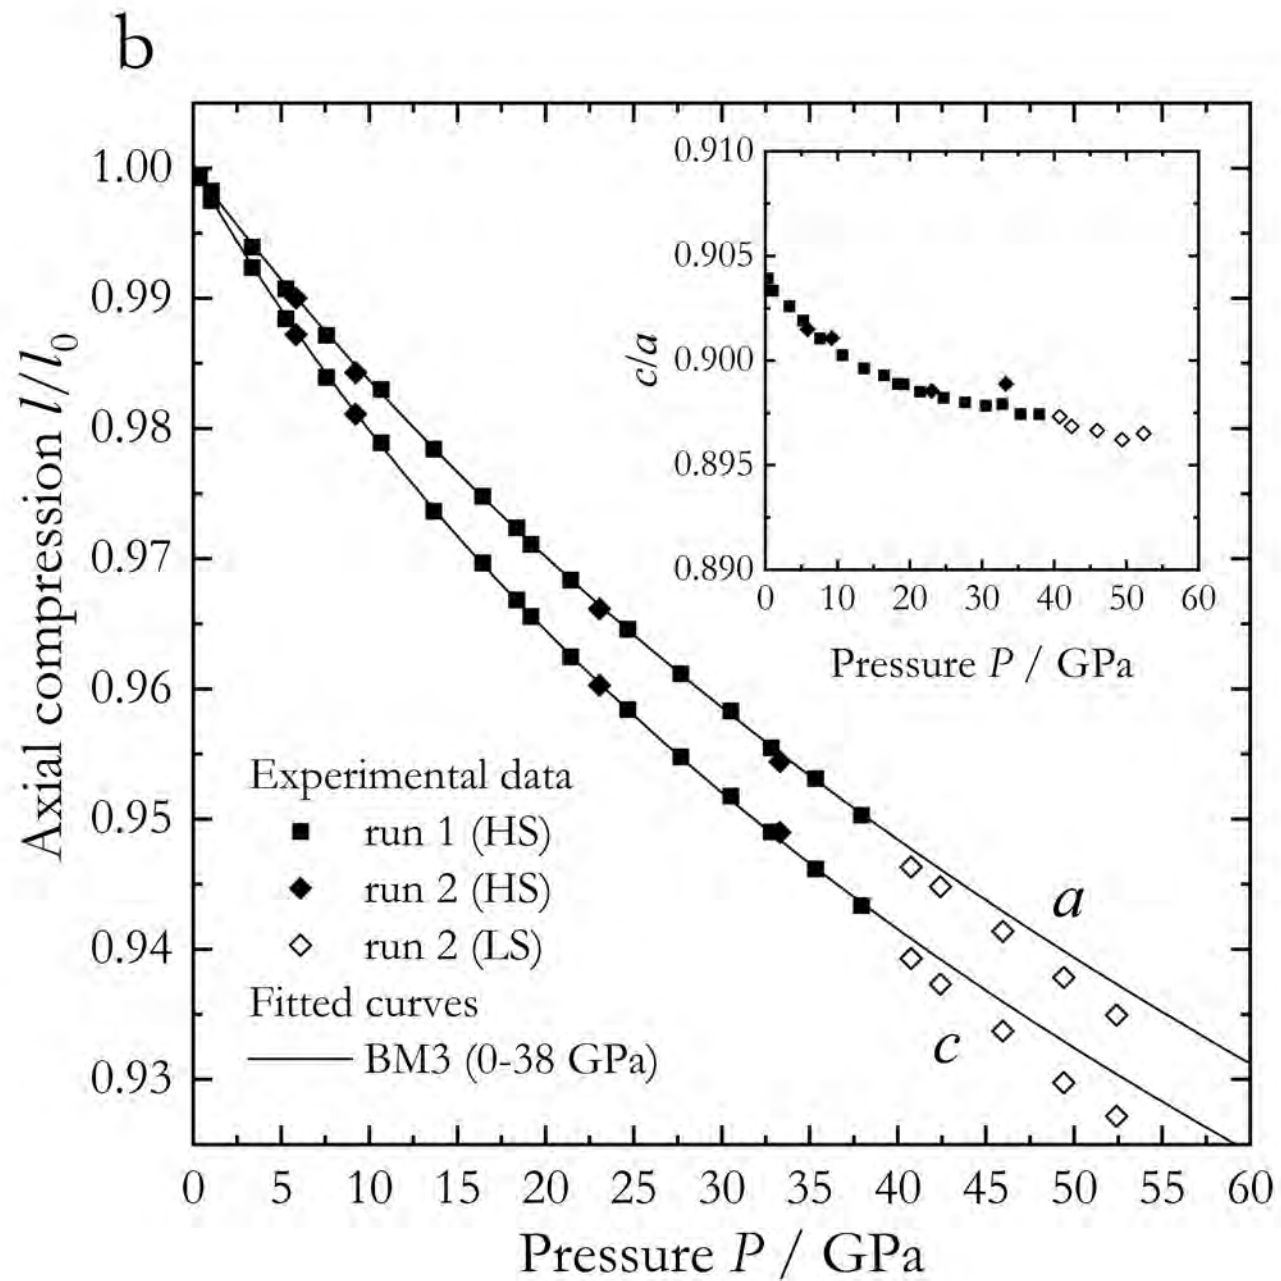 b
Axial compression l/l0
1.00
0.99
0.98
0.97
0.96
0.95
0.94
0.93
0 5 10 15 20 25 30 35 40 45 50 55 60
Pressure P / GPa
c/a
0.910
0.905
0.900
0.895
0.890
0 10 20 30 40 50 60
Pressure P / GPa
Experimental data
run 1 (HS)
run 2 (HS)
run 2 (LS)
Fitted curves
BM3 (0-38 GPa)
a
c